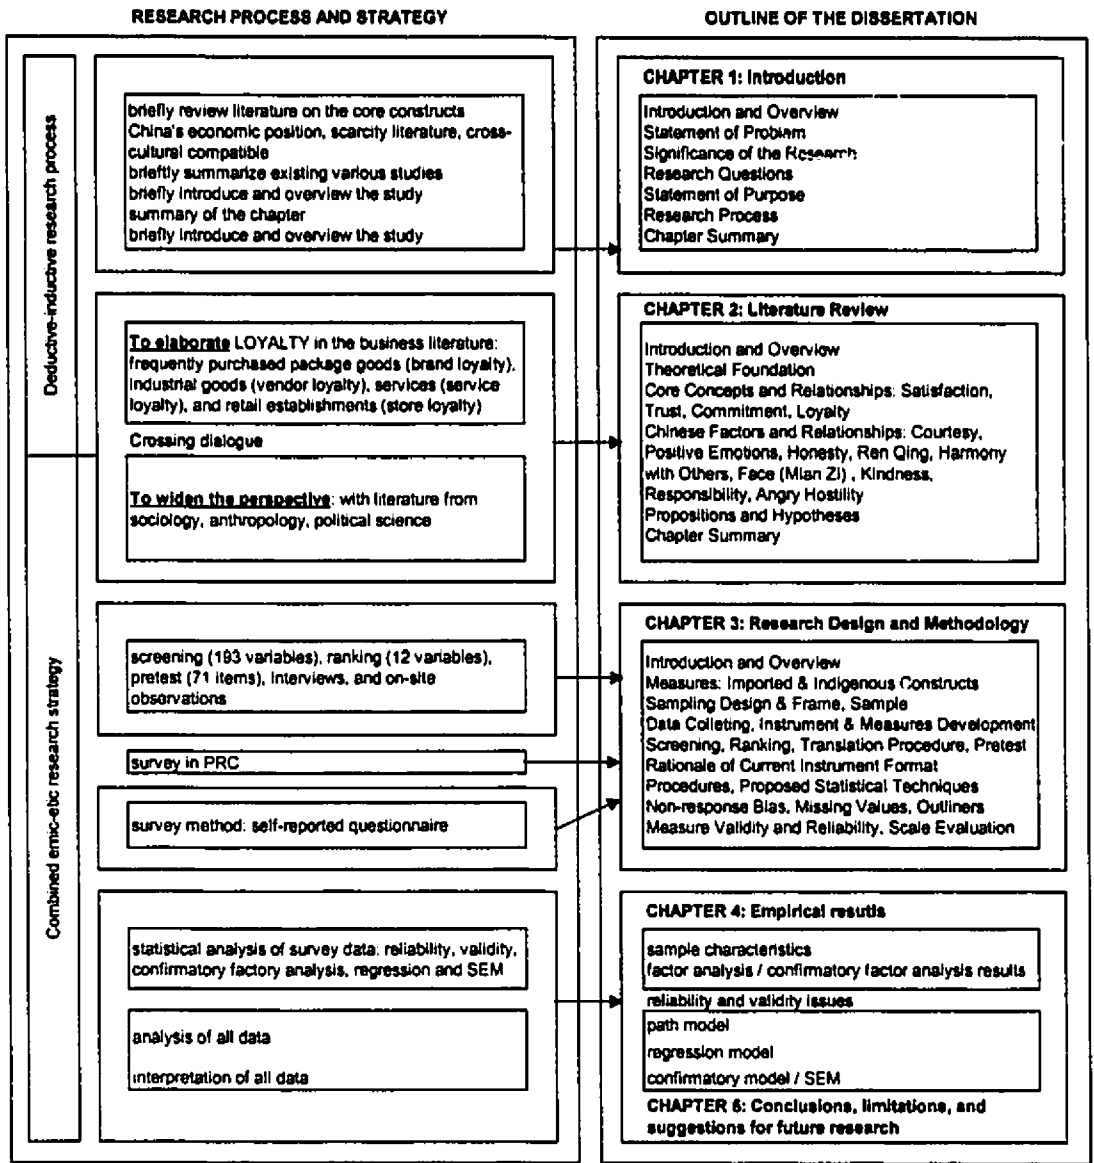 RESEARCH PROCESS AND STRATEGY
Deductive-inductive research process
Combined emic-etic research strategy
briefly review literature on the core constructs
China's economic position, scarcity literature, cross-
cultural compatible
brieftly summarize existing various studies
briefly introduce and overview the study
summary of the chapter
briefly introduce and overview the study
To elaborate LOYALTY in the business literature:
frequently purchased package goods (brand loyalty),
industrial goods (vendor loyalty), services (service
loyalty), and retail establishments (store loyalty)
Crossing dialogue
To widen the perspective: with literature from
sociology, anthropology, political science
screening (193 variables), ranking (12 variables),
pretest (71 items), interviews, and on-site
observations
survey in PRC
survey method: self-reported questionnaire
statistical analysis of survey data: reliability, validity,
confirmatory factory analysis, regression and SEM
analysis of all data
interpretation of all data
OUTLINE OF THE DISSERTATION
CHAPTER 1: Introduction
Introduction and Overview
Statement of Problem
Significance of the Research
Research Questions
Statement of Purpose
Research Process
Chapter Summary
CHAPTER 2: Literature Review
Introduction and Overview
Theoretical Foundation
Core Concepts and Relationships: Satisfaction,
Trust, Commitment, Loyalty
Chinese Factors and Relationships: Courtesy,
Positive Emotions, Honesty, Ren Qing, Harmony
with Others, Face (Mian Zi) , Kindness,
Responsibility, Angry Hostility
Propositions and Hypotheses
Chapter Summary
CHAPTER 3: Research Design and Methodology
Introduction and Overview
Measures: Imported & Indigenous Constructs
Sampling Design & Frame, Sample
Data Colleting, Instrument & Measures Development
Screening, Ranking, Translation Procedure, Pretest
Rationale of Current Instrument Format
Procedures, Proposed Statistical Techniques
Non-response Bias, Missing Values, Outliners
Measure Validity and Reliability, Scale Evaluation
CHAPTER 4: Empirical results
sample characteristics
factor analysis / confirmatory factor analysis results
reliability and validity issues
path model
regression model
confirmatory model / SEM
CHAPTER 5: Conclusions, limitations, and
suggestions for future research